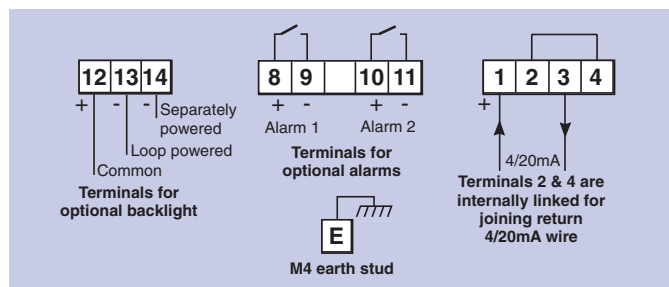 12 13 14
+ - -
Separately
powered
Loop powered
Common
Terminals for
optional backlight
8 9 10 11
+ - + -
Alarm 1 Alarm 2
Terminals for
optional alarms
E
M4 earth stud
1 2 3 4
+
4/20mA
Terminals 2 & 4 are
internally linked for
joining return
4/20mA wire